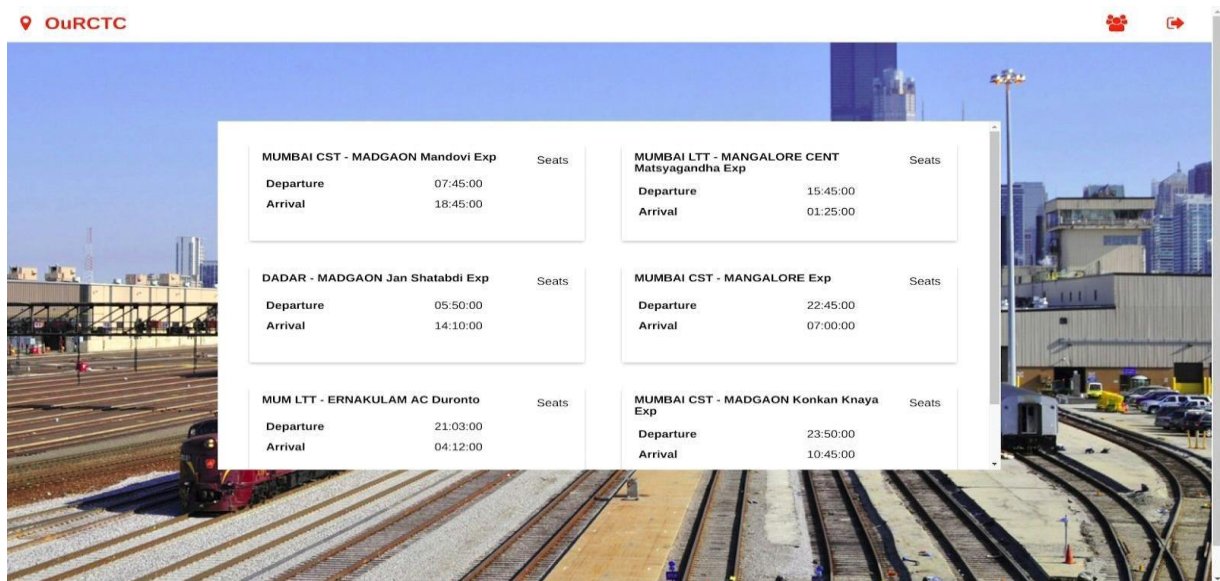 OuRCTC
MUMBAI CST - MADGAON Mandovi Exp
Seats
Departure 07:45:00
Arrival 18:45:00
MUMBAI LTT - MANGALORE CENT
Matsyagandha Exp
Seats
Departure 15:45:00
Arrival 01:25:00
DADAR - MADGAON Jan Shatabdi Exp
Seats
Departure 05:50:00
Arrival 14:10:00
MUMBAI CST - MANGALORE Exp
Seats
Departure 22:45:00
Arrival 07:00:00
MUM LTT - ERNAKULAM AC Duronto
Seats
Departure 21:03:00
Arrival 04:12:00
MUMBAI CST - MADGAON Konkan Knaya
Exp
Seats
Departure 23:50:00
Arrival 10:45:00